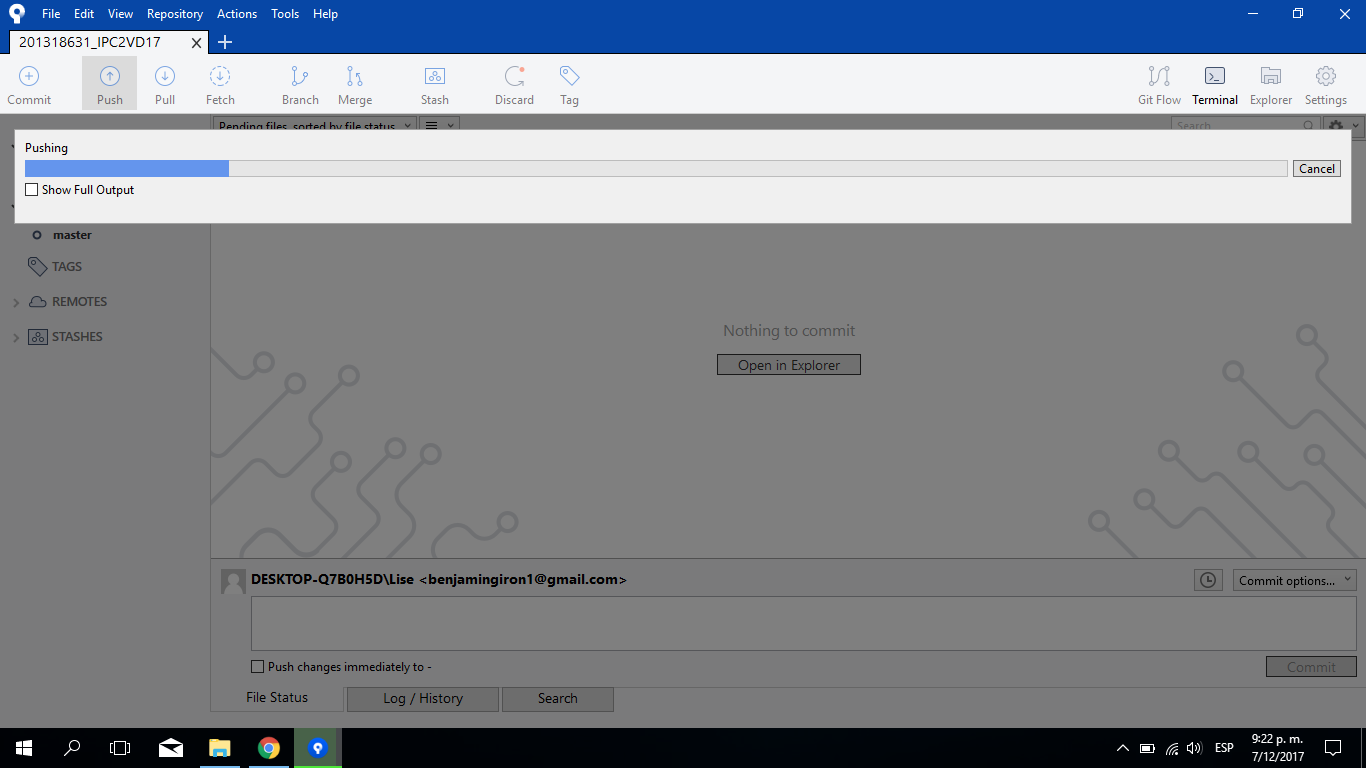 File Edit View Repository Actions Tools Help
201318631_IPC2VD17
Commit Push Pull Fetch Branch Merge Stash Discard Tag Git Flow Terminal Explorer Settings
Pending files, sorted by file status Search
Pushing
Cancel
Show Full Output
master
TAGS
REMOTES
STASHES
Nothing to commit
Open in Explorer
DESKTOP-Q7B0H5D\Lise <benjamingiron1@gmail.com>
Commit options...
Push changes immediately to -
Commit
File Status Log / History Search
ESP
9:22 p. m.
7/12/2017